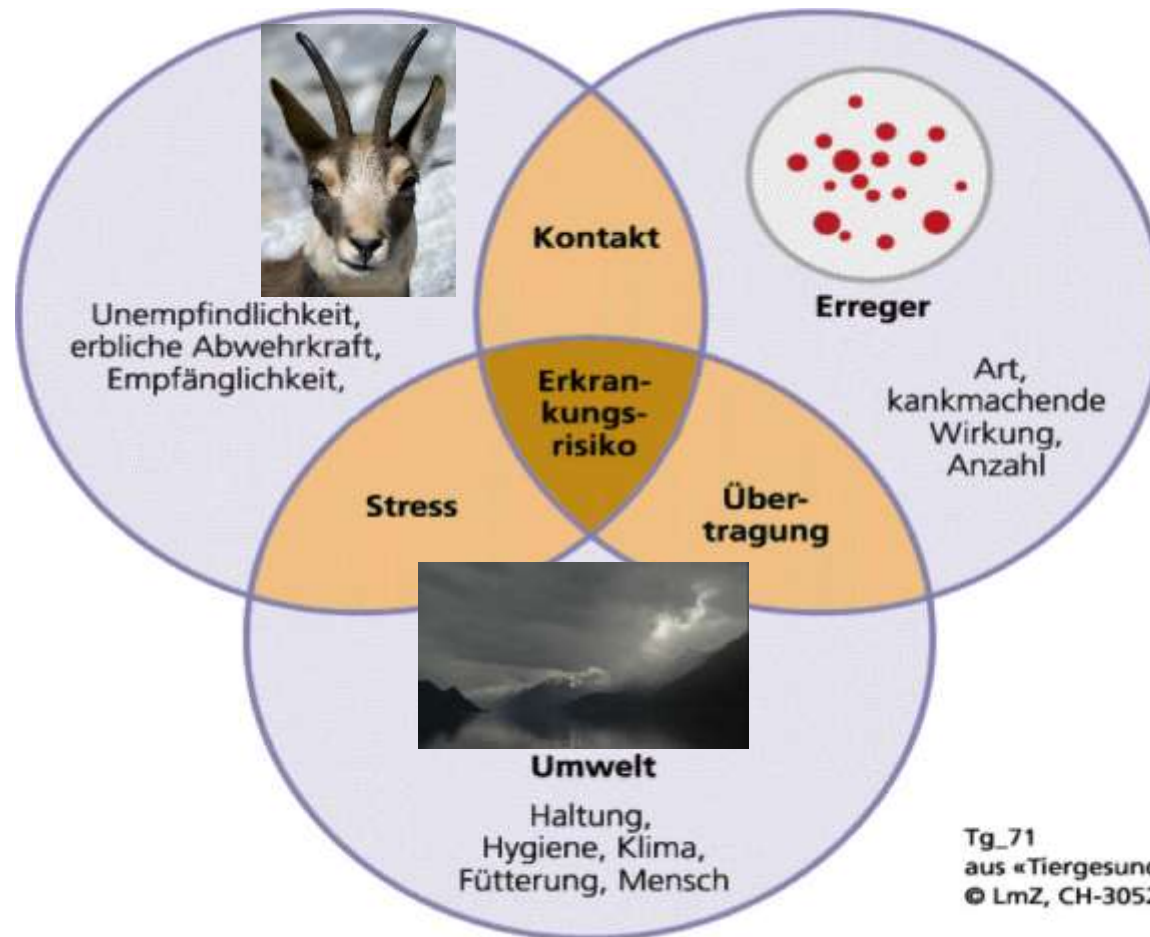 Kontakt
Erreger
Unempfindlichkeit,
erbliche Abwehrkraft,
Empfänglichkeit,
Art,
kankmachende
Wirkung,
Anzahl
Erkran-
kungs-
risiko
Stress
Über-
tragung
Umwelt
Haltung,
Hygiene, Klima,
Fütterung, Mensch
Tg_71
aus «Tiergesund
© LmZ, CH-3052